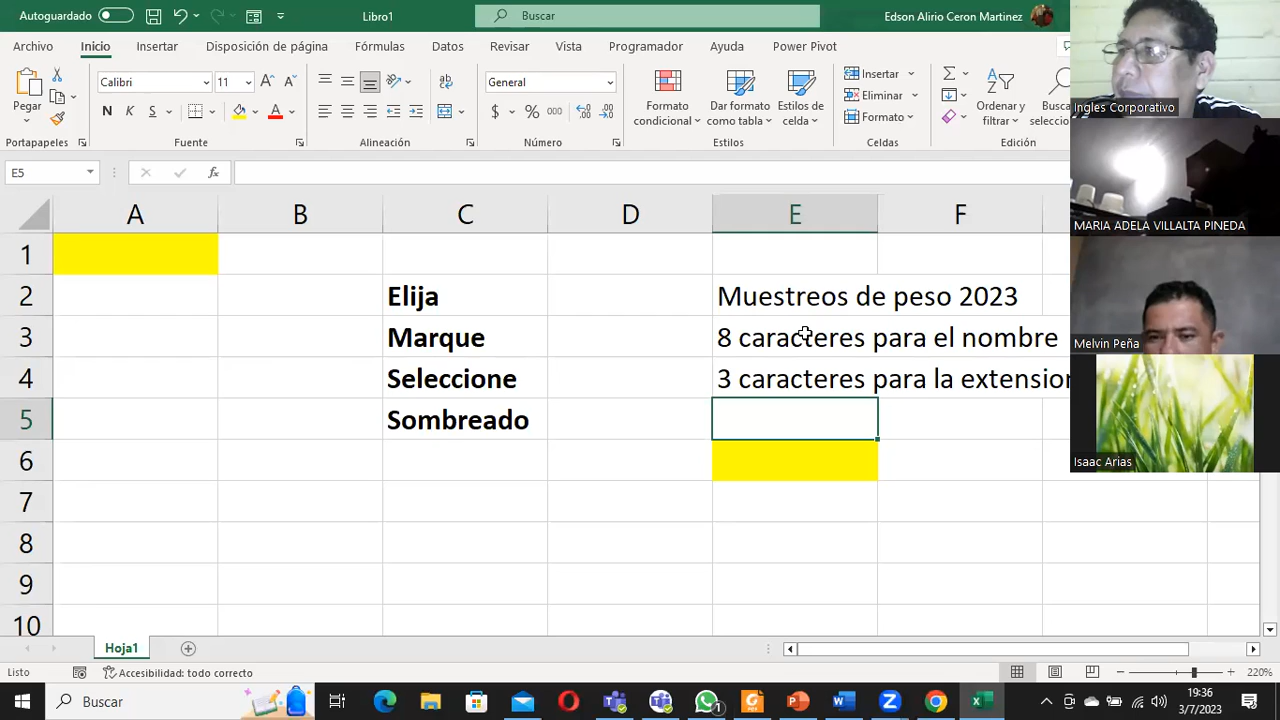 Autoguardado
Libro1
Buscar
Edson Alirio Ceron Martinez
Archivo Inicio Insertar Disposición de página Fórmulas Datos Revisar Vista Programador Ayuda Power Pivot
Pegar
Portapapeles
Calibri 11
N K S
Fuente
Alineación
General
$ % 000
Número
Formato condicional
Dar formato como tabla
Estilos de celda
Estilos
Insertar
Eliminar
Formato
Celdas
Ordenar y filtrar
Edición
E5
fx
A B C D E F
1
2 Elija Muestreos de peso 2023
3 Marque 8 caracteres para el nombre
4 Seleccione 3 caracteres para la extension
5 Sombreado
6
7
8
9
10
Hoja1
Listo
Accesibilidad: todo correcto
220%
Buscar
1
19:36
3/7/2023
Ingles Corporativo
MARIA ADELA VILLALTA PINEDA
Melvin Peña
Isaac Arias